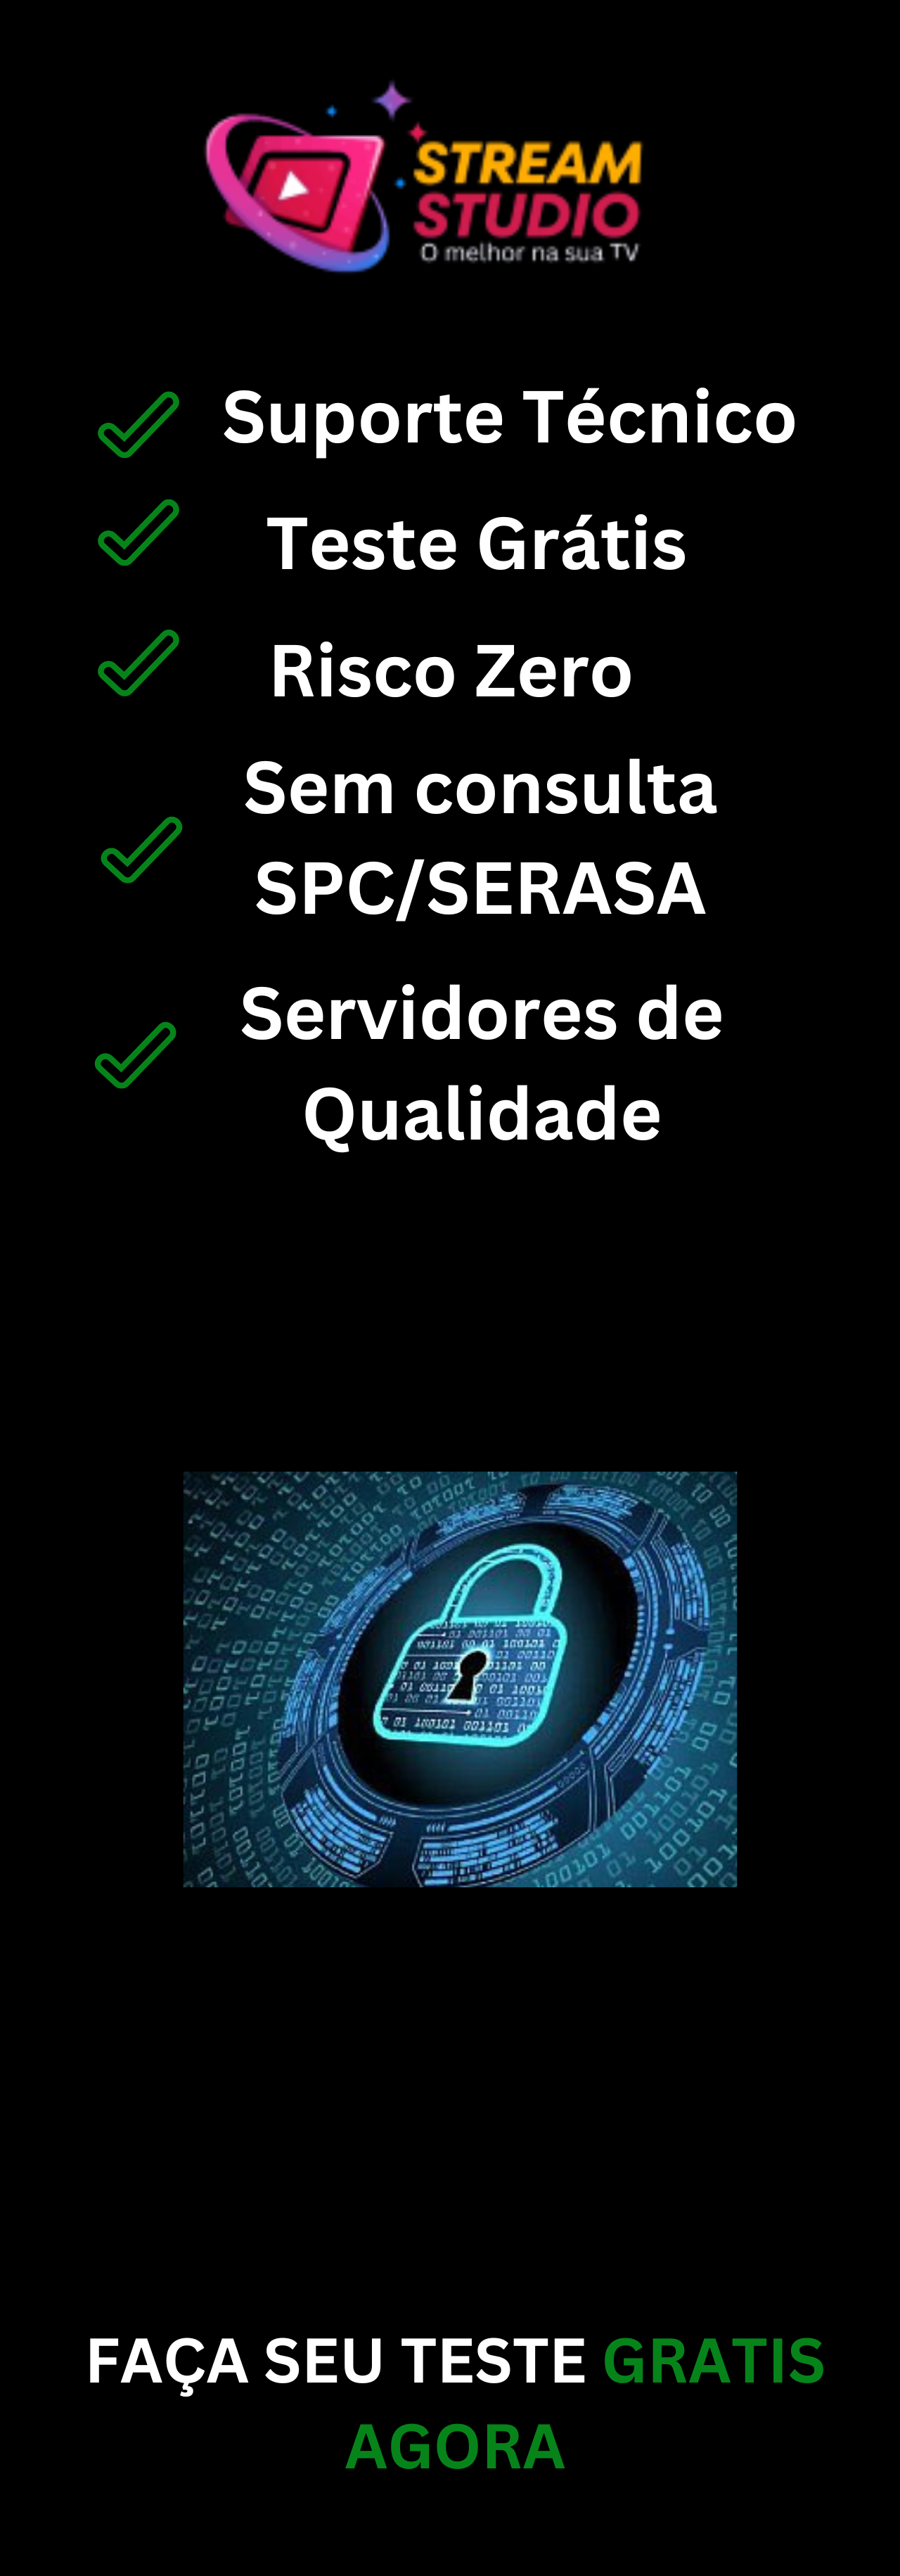 STREAM
STUDIO
O melhor na sua TV
Suporte Técnico
Teste Grátis
Risco Zero
Sem consulta
SPC/SERASA
Servidores de
Qualidade
FAÇA SEU TESTE GRATIS
AGORA